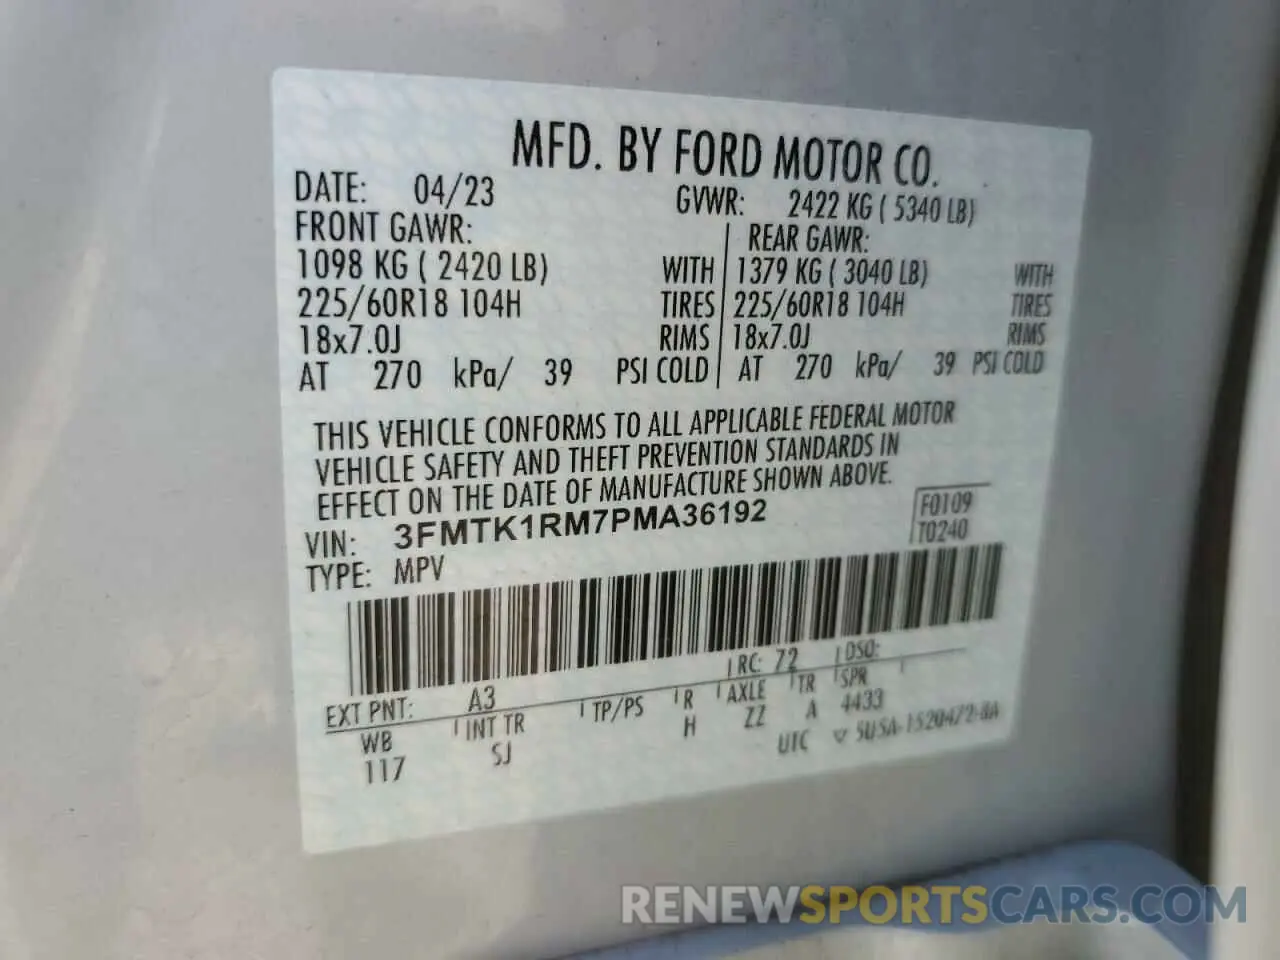 MFD. BY FORD MOTOR CO.
DATE: 04/23 GVWR: 2422 KG ( 5340 LB)
FRONT GAWR: REAR GAWR:
1098 KG ( 2420 LB) WITH 1379 KG ( 3040 LB) WITH
225/60R18 104H TIRES 225/60R18 104H TIRES
18x7.0J RIMS 18x7.0J RIMS
AT 270 kPa/ 39 PSI COLD AT 270 kPa/ 39 PSI COLD
THIS VEHICLE CONFORMS TO ALL APPLICABLE FEDERAL MOTOR
VEHICLE SAFETY AND THEFT PREVENTION STANDARDS IN
EFFECT ON THE DATE OF MANUFACTURE SHOWN ABOVE.
VIN: 3FMTK1RM7PMA36192 F0109
TYPE: MPV T0240
EXT PNT: A3 RC: 72 DSO:
WB INT TR TP/PS R AXLE TR SPR
117 SJ H ZZ A 4433
UTC 5U5A-1520472-BA
RENEWSPORTSCARS.COM